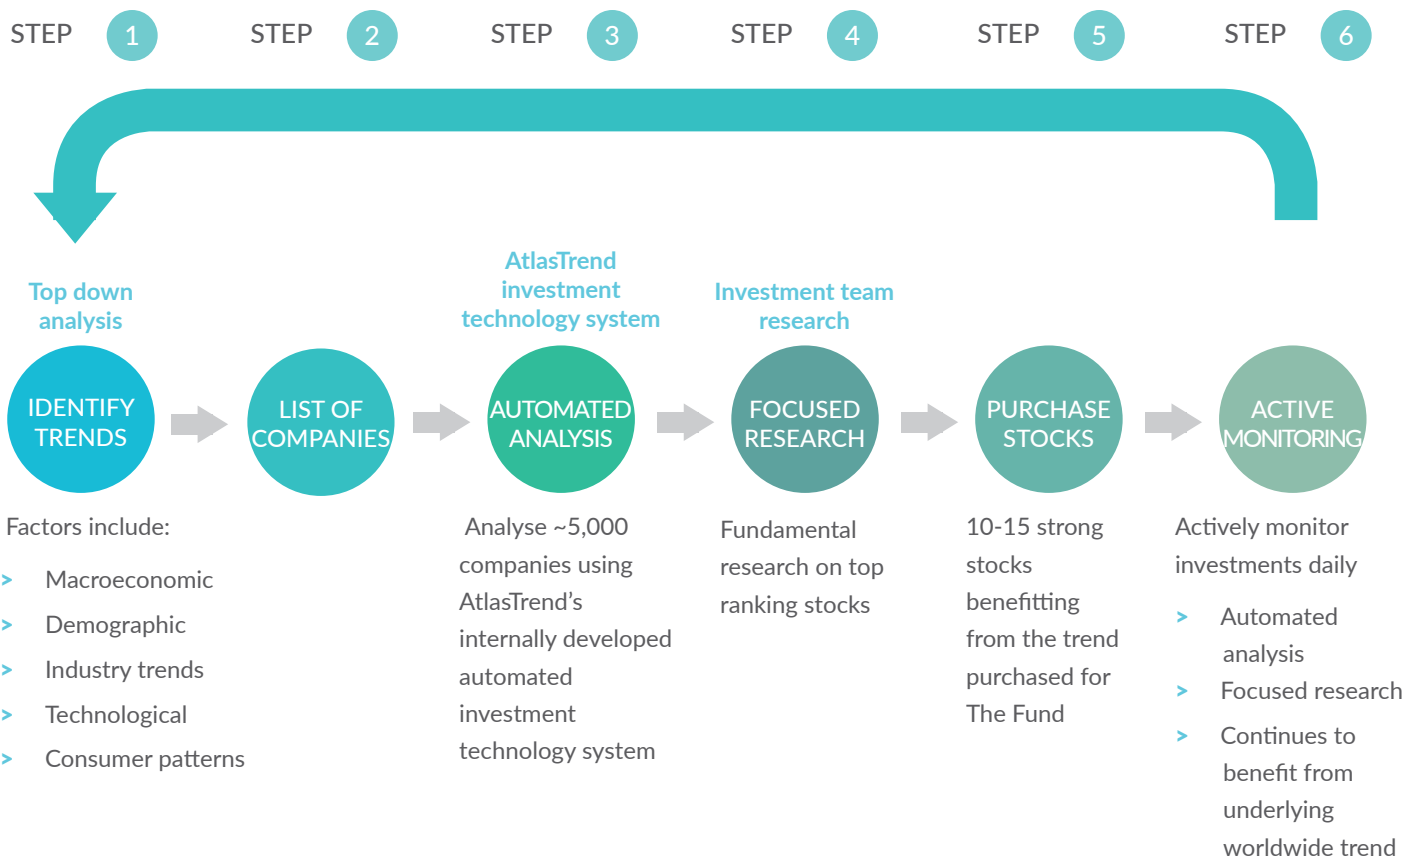 STEP 1
STEP 2
STEP 3
STEP 4
STEP 5
STEP 6
Top down
analysis
IDENTIFY
TRENDS
Factors include:
> Macroeconomic
> Demographic
> Industry trends
> Technological
> Consumer patterns
LIST OF
COMPANIES
AtlasTrend
investment
technology system
AUTOMATED
ANALYSIS
Analyse ~5,000
companies using
AtlasTrend's
internally developed
automated
investment
technology system
Investment team
research
FOCUSED
RESEARCH
Fundamental
research on top
ranking stocks
PURCHASE
STOCKS
10-15 strong
stocks
benefitting
from the trend
purchased for
The Fund
ACTIVE
MONITORING
Actively monitor
investments daily
> Automated
analysis
> Focused research
> Continues to
benefit from
underlying
worldwide trend